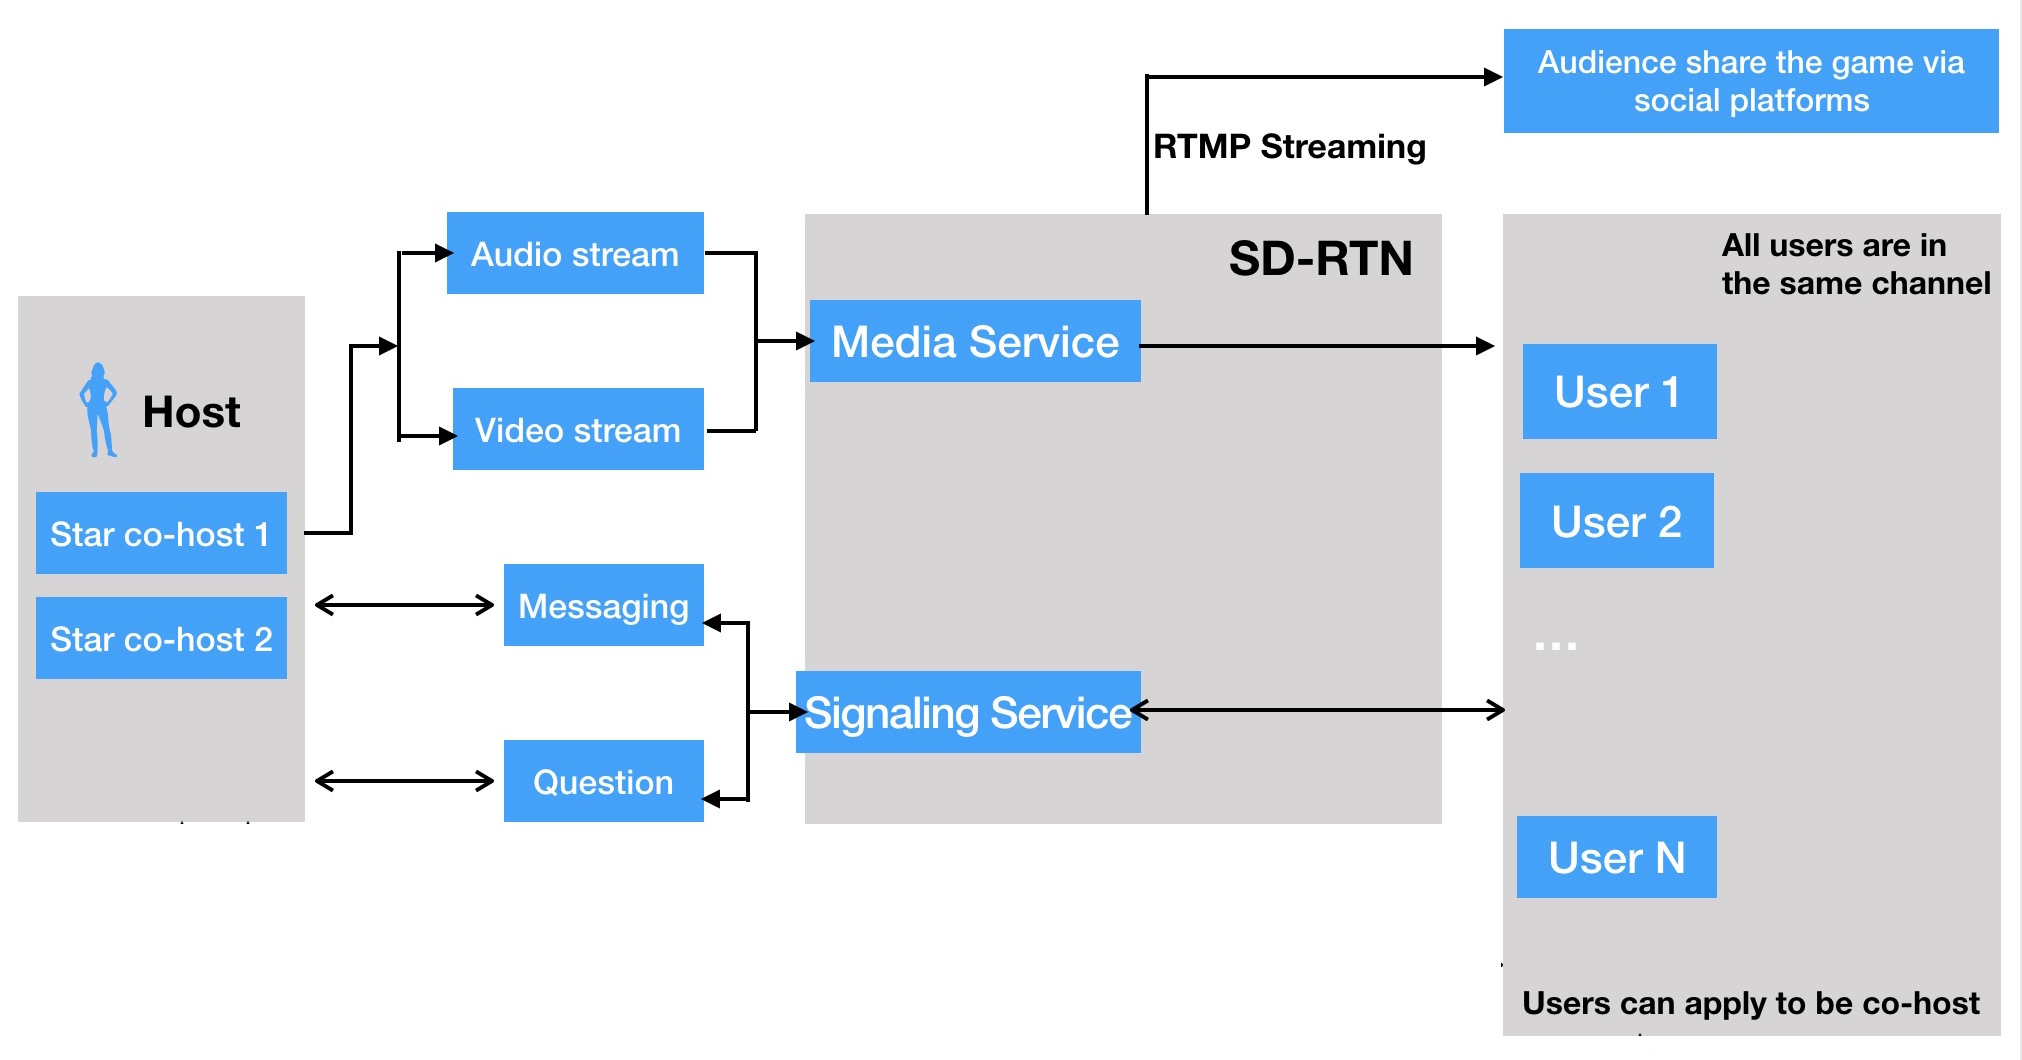 Audience share the game via
social platforms
RTMP Streaming
SD-RTN
All users are in
the same channel
Audio stream
Media Service
Host
Video stream
User 1
Star co-host 1
User 2
Messaging
Star co-host 2
...
Signaling Service
Question
User N
Users can apply to be co-host